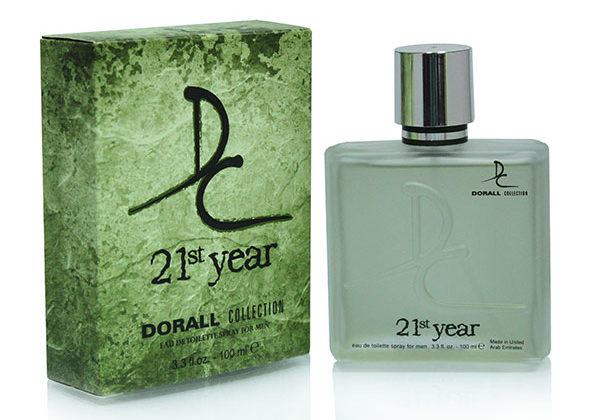 DC
21st year
DORALL COLLECTION
EAU DE TOILETTE SPRAY FOR MEN
3.3 fl.oz. - 100 ml ℮
DC
DORALL COLLECTION
DC
21st year
eau de toilette spray for men 3.3 fl.oz. - 100 ml ℮
Made in United
Arab Emirates